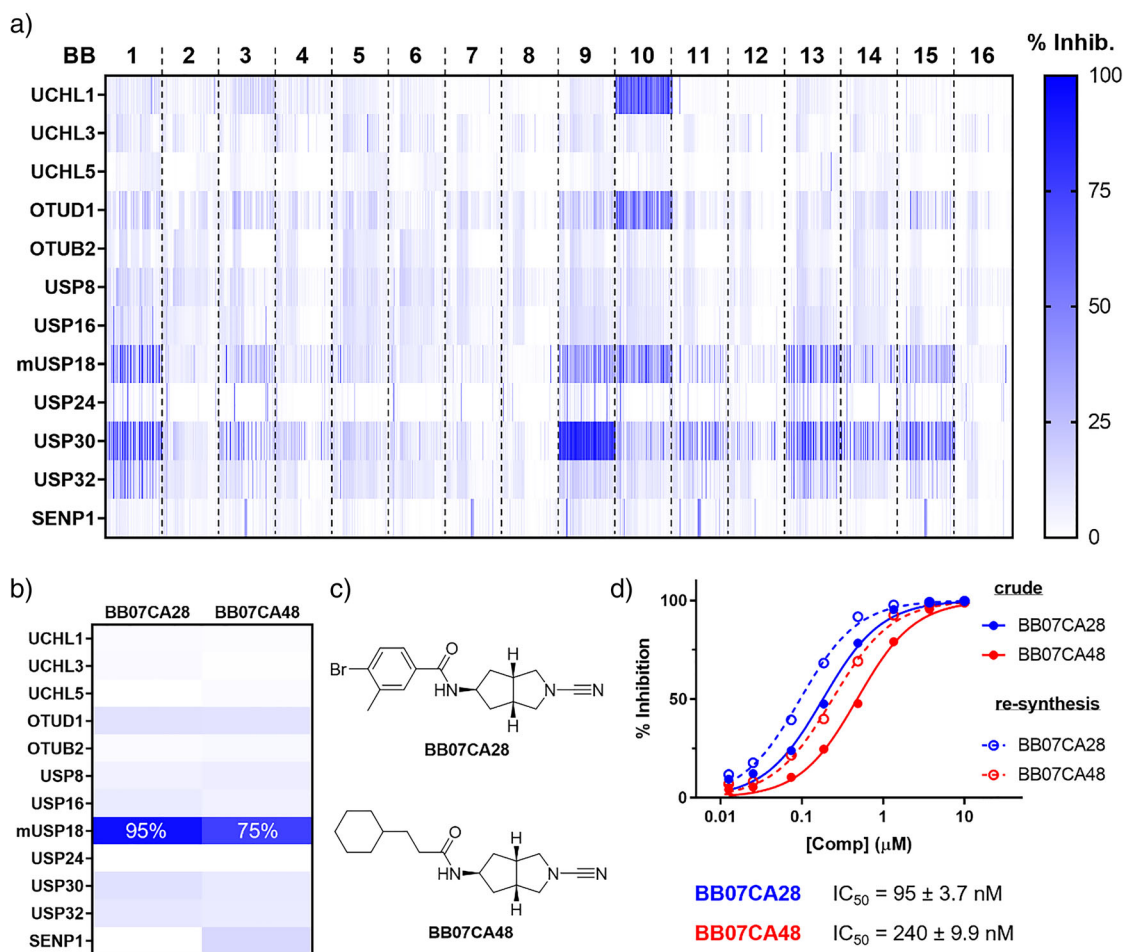 a)
BB 1 2 3 4 5 6 7 8 9 10 11 12 13 14 15 16
% Inhib.
UCHL1
UCHL3
UCHL5
OTUD1
OTUB2
USP8
USP16
mUSP18
USP24
USP30
USP32
SENP1
100
75
50
25
0
b)
BB07CA28 BB07CA48
UCHL1
UCHL3
UCHL5
OTUD1
OTUB2
USP8
USP16
mUSP18 95% 75%
USP24
USP30
USP32
SENP1
c)
Br
O
HN
H
H
N
N
BB07CA28
O
HN
H
H
N
N
BB07CA48
d)
% Inhibition
100
50
0
0.01 0.1 1 10
[Comp] (μM)
crude
BB07CA28
BB07CA48
re-synthesis
BB07CA28
BB07CA48
BB07CA28 IC50 = 95 ± 3.7 nM
BB07CA48 IC50 = 240 ± 9.9 nM